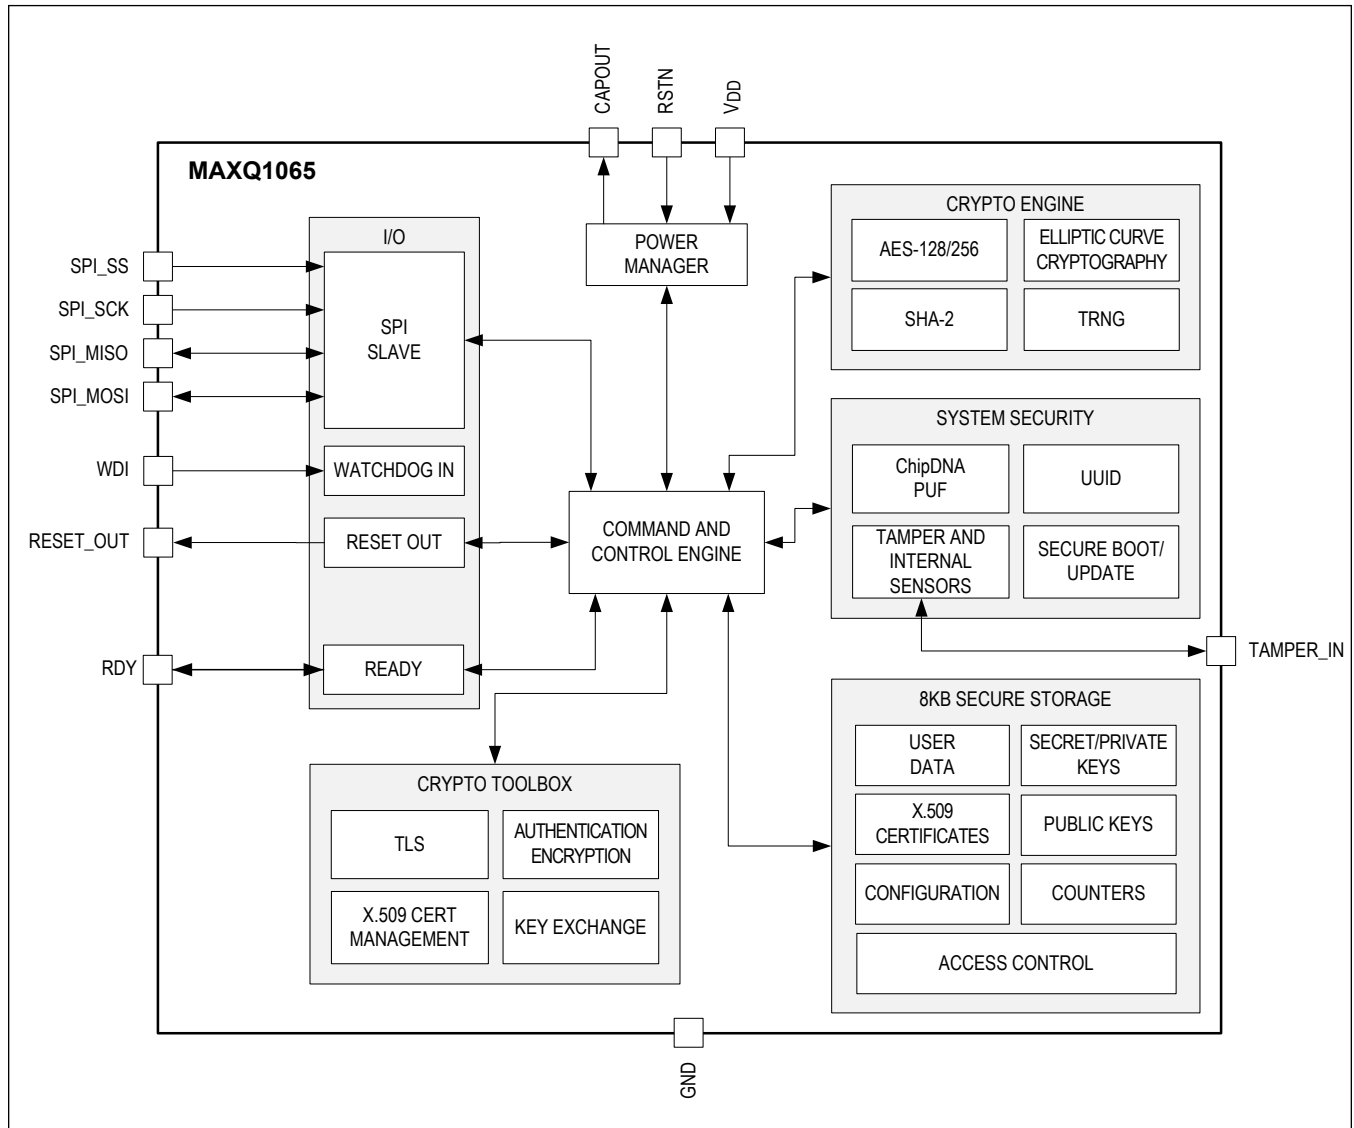 CAPOUT
RSTN
VDD
MAXQ1065
I/O
SPI_SS
SPI_SCK
SPI_MISO
SPI_MOSI
WDI
RESET_OUT
RDY
SPI
SLAVE
WATCHDOG IN
RESET OUT
READY
POWER
MANAGER
COMMAND AND
CONTROL ENGINE
CRYPTO ENGINE
AES-128/256
ELLIPTIC CURVE
CRYPTOGRAPHY
SHA-2
TRNG
SYSTEM SECURITY
ChipDNA
PUF
UUID
TAMPER AND
INTERNAL
SENSORS
SECURE BOOT/
UPDATE
TAMPER_IN
8KB SECURE STORAGE
USER
DATA
SECRET/PRIVATE
KEYS
X.509
CERTIFICATES
PUBLIC KEYS
CONFIGURATION
COUNTERS
ACCESS CONTROL
CRYPTO TOOLBOX
TLS
AUTHENTICATION
ENCRYPTION
X.509 CERT
MANAGEMENT
KEY EXCHANGE
GND